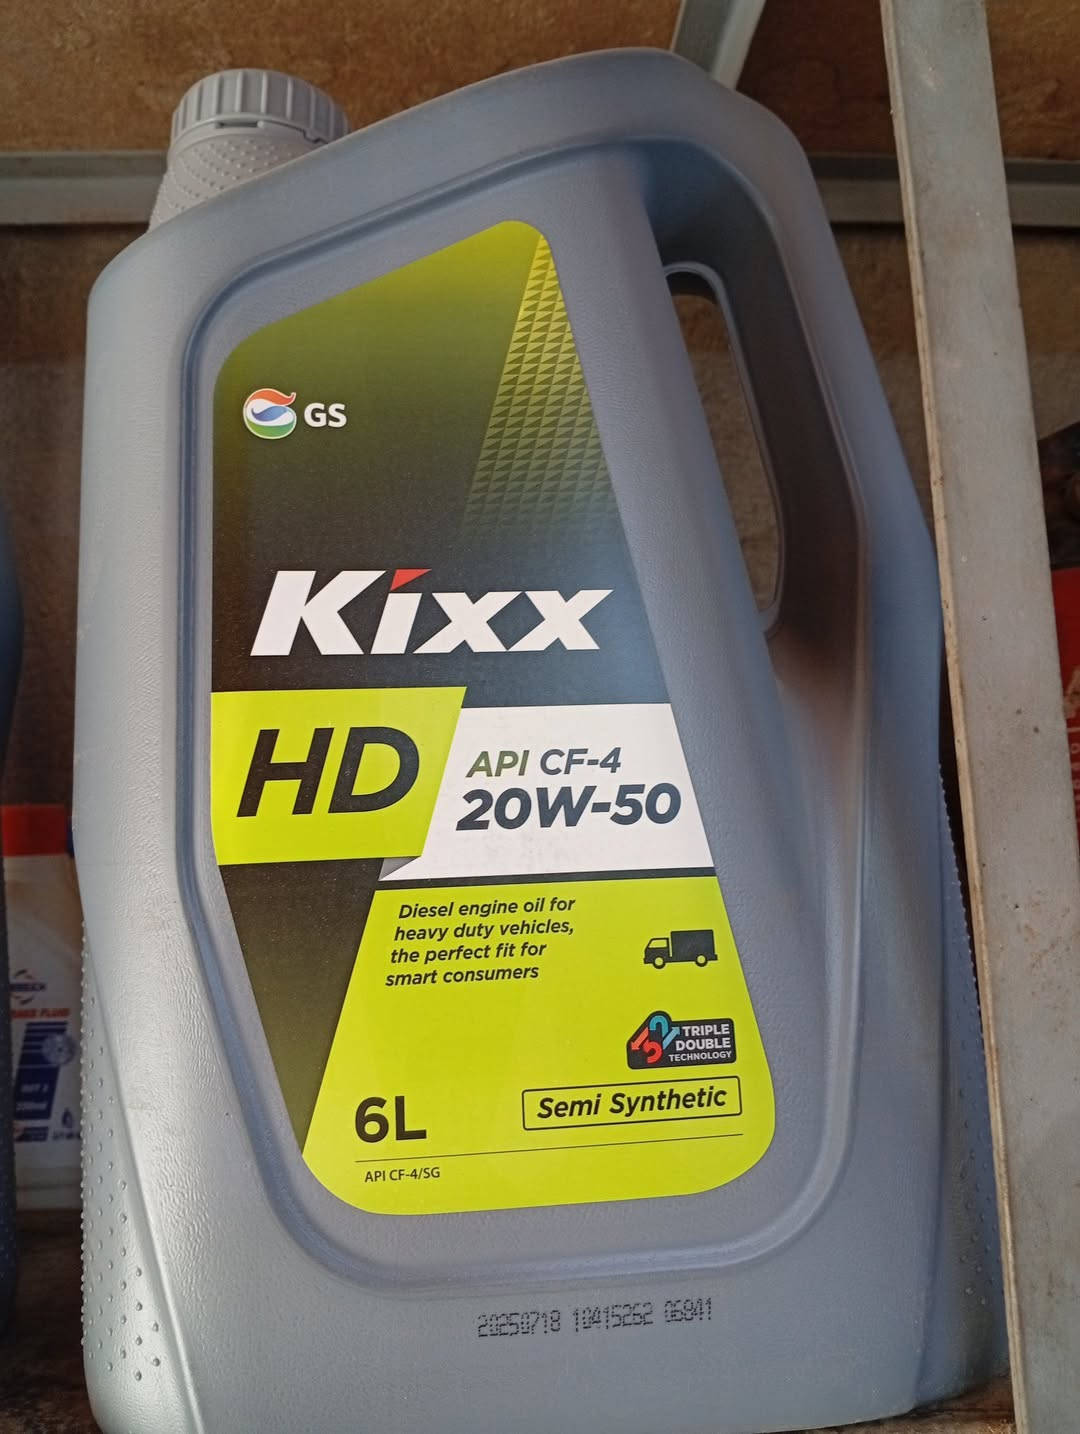 GS
Kixx
HD
API CF-4
20W-50
Diesel engine oil for
heavy duty vehicles,
the perfect fit for
smart consumers
TRIPLE
DOUBLE
TECHNOLOGY
Semi Synthetic
6L
API CF-4/SG
20250718 10415262 06841